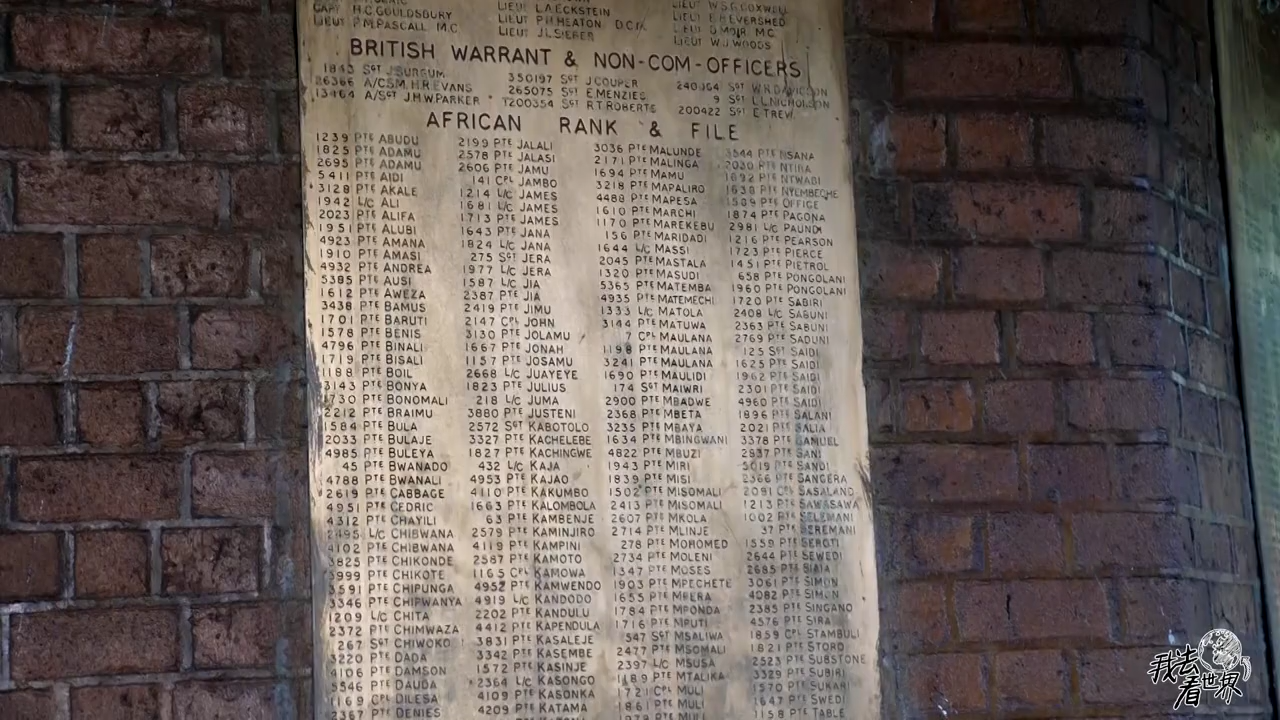 CAPT H.C.GOULDSBURY
LIEUT P.M.PASCALL M.C
LIEUT L.A.ECKSTEIN
LIEUT P.H.HEATON D.C.M.
LIEUT J.L.SIEBER
LIEUT W.S.G.COXWELL
LIEUT E.H.EVERSHED
LIEUT D.MOIR M.C.
LIEUT W.J.WOODS
BRITISH WARRANT & NON-COM-OFFICERS
1843 SGT J.SURGUM
26366 A/CSM.H.R.EVANS
13464 A/SGT J.H.W.PARKER
350197 SGT J.COUPER
265075 SGT E.MENZIES
T200354 SGT R.T.ROBERTS
240364 SGT W.R.DAVIDSON
9 SGT L.L.NICHOLSON
200422 SGT E.TREW.
AFRICAN RANK & FILE
1239 PTE ABUDU
1825 PTE ADAMU
2695 PTE ADAMU
5411 PTE AIDI
3128 PTE AKALE
1942 L/C ALI
2023 PTE ALIFA
1951 PTE ALUBI
4923 PTE AMANA
1910 PTE AMASI
4932 PTE ANDREA
5385 PTE AUSI
1612 PTE AWEZA
3438 PTE BAMUS
1701 PTE BARUTI
1578 PTE BENIS
4796 PTE BINALI
1719 PTE BISALI
1188 PTE BOIL
3143 PTE BONYA
1730 PTE BONOMALI
2212 PTE BRAIMU
1584 PTE BULA
2033 PTE BULAJE
4985 PTE BULEYA
45 PTE BWANADO
4788 PTE BWANALI
2619 PTE CABBAGE
4951 PTE CEDRIC
4312 PTE CHAYILI
2495 L/C CHIBWANA
4102 PTE CHIBWANA
3825 PTE CHIKONDE
3999 PTE CHIKOTE
3591 PTE CHIPUNGA
3346 PTE CHIPWANYA
1209 L/C CHITA
2372 PTE CHIMWAZA
267 SGT CHIWOKO
3220 PTE DADA
4106 PTE DAMSON
5546 PTE DAUDA
1169 CPL DILESA
2367 PTE DENIES
2199 PTE JALALI
2578 PTE JALASI
2606 PTE JAMU
141 CPL JAMBO
1214 L/C JAMES
1681 L/C JAMES
1713 PTE JAMES
1643 PTE JANA
1824 L/C JANA
275 SGT JERA
1977 L/C JERA
1587 L/C JIA
2387 PTE JIA
2419 PTE JIMU
2147 CPL JOHN
3130 PTE JOLAMU
1667 PTE JONAH
1157 PTE JOSAMU
2668 L/C JUAYEYE
1823 PTE JULIUS
218 L/C JUMA
3880 PTE JUSTENI
2572 SGT KABOTOLO
3327 PTE KACHELEBE
1827 PTE KACHINGWE
432 L/C KAJA
4953 PTE KAJAO
4110 PTE KAKUMBO
1663 PTE KALOMBOLA
63 PTE KAMBENJE
2579 PTE KAMINJIRO
4119 PTE KAMPINI
2587 PTE KAMOTO
1165 CPL KAMOWA
4952 PTE KAMWENDO
4919 L/C KANDODO
2202 PTE KANDULU
4412 PTE KAPENDULA
3831 PTE KASALEJE
3342 PTE KASEMBE
1572 PTE KASINJE
2364 L/C KASONGO
4109 PTE KASONKA
4209 PTE KATAMA
3036 PTE MALUNDE
2171 PTE MALINGA
1694 PTE MAMU
3218 PTE MAPALIRO
4488 PTE MAPESA
1610 PTE MARCHI
1170 PTE MAREKEBU
156 PTE MARIDADI
1644 L/C MASSI
2045 PTE MASTALA
1320 PTE MASUDI
5365 PTE MATEMBA
4935 PTE MATEMECHI
1333 L/C MATOLA
3144 PTE MATUWA
7 CPL MAULANA
1198 PTE MAULANA
3241 PTE MAULANA
1690 PTE MAULIDI
174 SGT MAIWRI
2900 PTE MBADWE
2368 PTE MBETA
3235 PTE MBAYA
1634 PTE MBINGWANI
4822 PTE MBUZI
1943 PTE MIRI
1839 PTE MISI
1502 PTE MISOMALI
2413 PTE MISOMALI
2607 PTE MKOLA
2714 PTE MLINJE
278 PTE MOHOMED
2734 PTE MOLENI
1347 PTE MOSES
1903 PTE MPECHETE
1655 PTE MPERA
1784 PTE MPONDA
1716 PTE MPUTI
547 SGT MSALIWA
2477 PTE MSOMALI
2397 L/C MSUSA
1189 PTE MTALIKA
1721 CPL MULI
1861 PTE MULI
3544 PTE NSANA
2030 PTE NTIRA
1692 PTE NTWABI
1638 PTE NYEMBECHE
1589 PTE OFFICE
1874 PTE PAGONA
2981 L/C PAUNDI
1216 PTE PEARSON
1723 PTE PIERCE
1451 PTE PIETROL
658 PTE PONGOLANI
1960 PTE PONGOLANI
1720 PTE SABIRI
2408 L/C SABUNI
2363 PTE SABUNI
2769 PTE SADUNI
125 SGT SAIDI
1625 PTE SAIDI
1962 PTE SAIDI
2301 PTE SAIDI
4960 PTE SAIDI
1896 PTE SALANI
2021 PTE SALIA
3378 PTE SAMUEL
2837 PTE SANI
3019 PTE SANDI
2366 PTE SANGERA
2091 CPL SASALAND
1213 PTE SAWASAWA
1002 PTE SELEMANI
37 PTE SEREMANI
1559 PTE SEROTI
2644 PTE SEWEDI
2685 PTE SIBIA
3061 PTE SIMON
4082 PTE SIMON
2385 PTE SINGANO
4576 PTE SIRA
1859 CPL STAMBULI
1821 PTE STORO
2523 PTE SUBSTONE
3329 PTE SUBIRI
1570 PTE SUKARI
1647 PTE SWEDI
1158 PTE TABLE
我去看世界